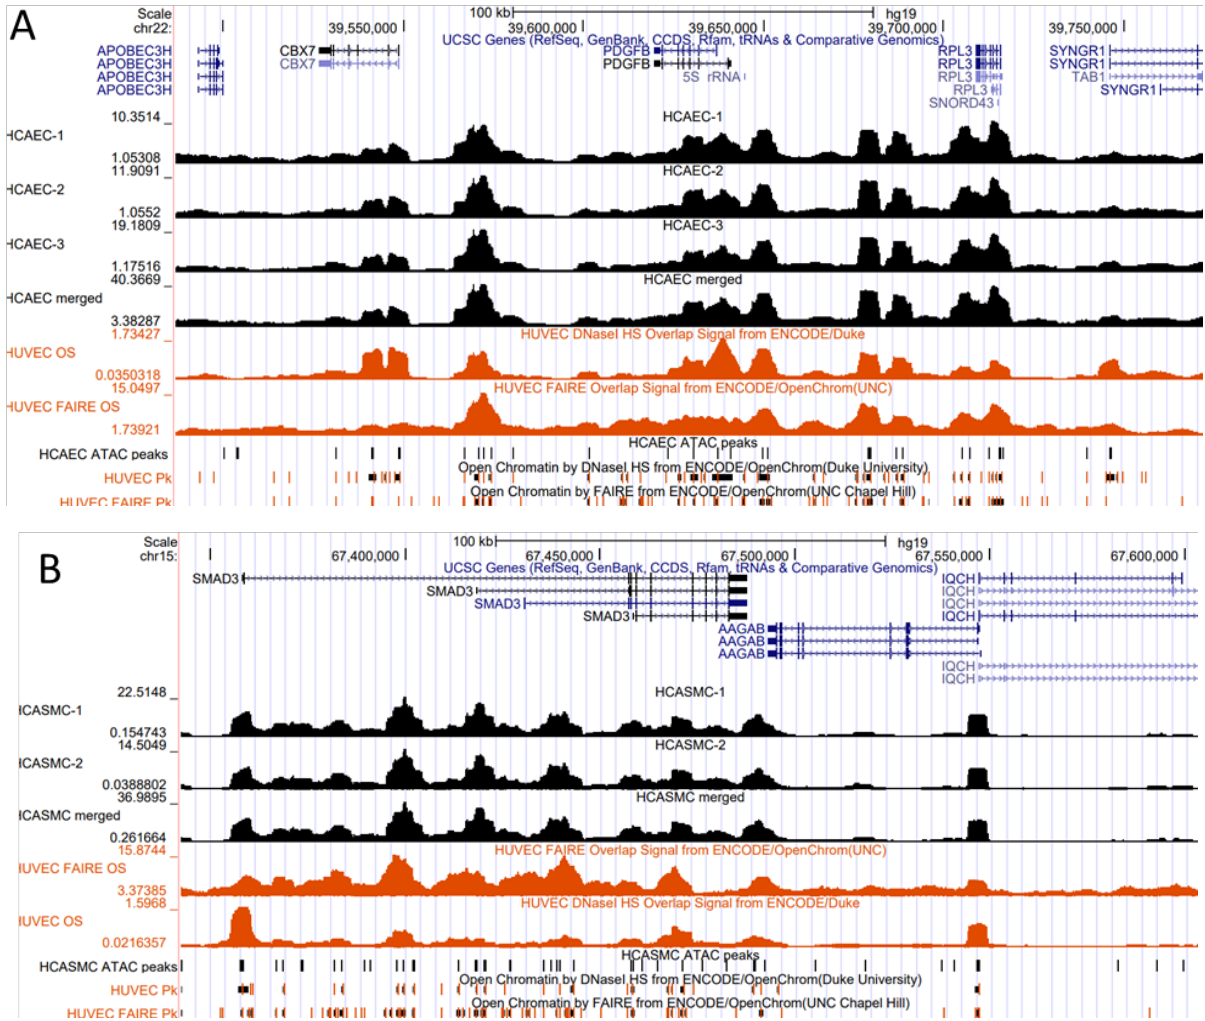 A
Scale 100 kb hg19
chr22: 39,550,000 39,600,000 39,650,000 39,700,000 39,750,000
UCSC Genes (RefSeq, GenBank, CCDS, Rfam, tRNAs & Comparative Genomics)
APOBEC3H CBX7 PDGFB RPL3 SYNGR1
APOBEC3H CBX7 PDGFB RPL3 SYNGR1
APOBEC3H 5S rRNA RPL3 TAB1
APOBEC3H RPL3 SYNGR1
SNORD43
10.3514 HCAEC-1
HCAEC-1
1.05308
11.9091 HCAEC-2
HCAEC-2
1.0552
19.1809 HCAEC-3
HCAEC-3
1.17516
40.3669 HCAEC merged
HCAEC merged
3.38287
1.73427 HUVEC DNaseI HS Overlap Signal from ENCODE/Duke
HUVEC OS
0.0350318
15.0497 HUVEC FAIRE Overlap Signal from ENCODE/OpenChrom(UNC)
HUVEC FAIRE OS
1.73921
HCAEC ATAC peaks
HCAEC ATAC peaks
Open Chromatin by DNaseI HS from ENCODE/OpenChrom(Duke University)
HUVEC Pk
Open Chromatin by FAIRE from ENCODE/OpenChrom(UNC Chapel Hill)
HUVEC FAIRE Pk
B
Scale 100 kb hg19
chr15: 67,400,000 67,450,000 67,500,000 67,550,000 67,600,000
UCSC Genes (RefSeq, GenBank, CCDS, Rfam, tRNAs & Comparative Genomics)
SMAD3 IQCH
SMAD3 IQCH
SMAD3 IQCH
SMAD3 IQCH
AAGAB
AAGAB
AAGAB
IQCH
IQCH
22.5148 HCASMC-1
HCASMC-1
0.154743
14.5049 HCASMC-2
HCASMC-2
0.0388802
36.9895 HCASMC merged
HCASMC merged
0.261664
15.8744 HUVEC FAIRE Overlap Signal from ENCODE/OpenChrom(UNC)
HUVEC FAIRE OS
3.37385
1.5968 HUVEC DNaseI HS Overlap Signal from ENCODE/Duke
HUVEC OS
0.0216357
HCASMC ATAC peaks
HCASMC ATAC peaks
Open Chromatin by DNaseI HS from ENCODE/OpenChrom(Duke University)
HUVEC Pk
Open Chromatin by FAIRE from ENCODE/OpenChrom(UNC Chapel Hill)
HUVEC FAIRE Pk